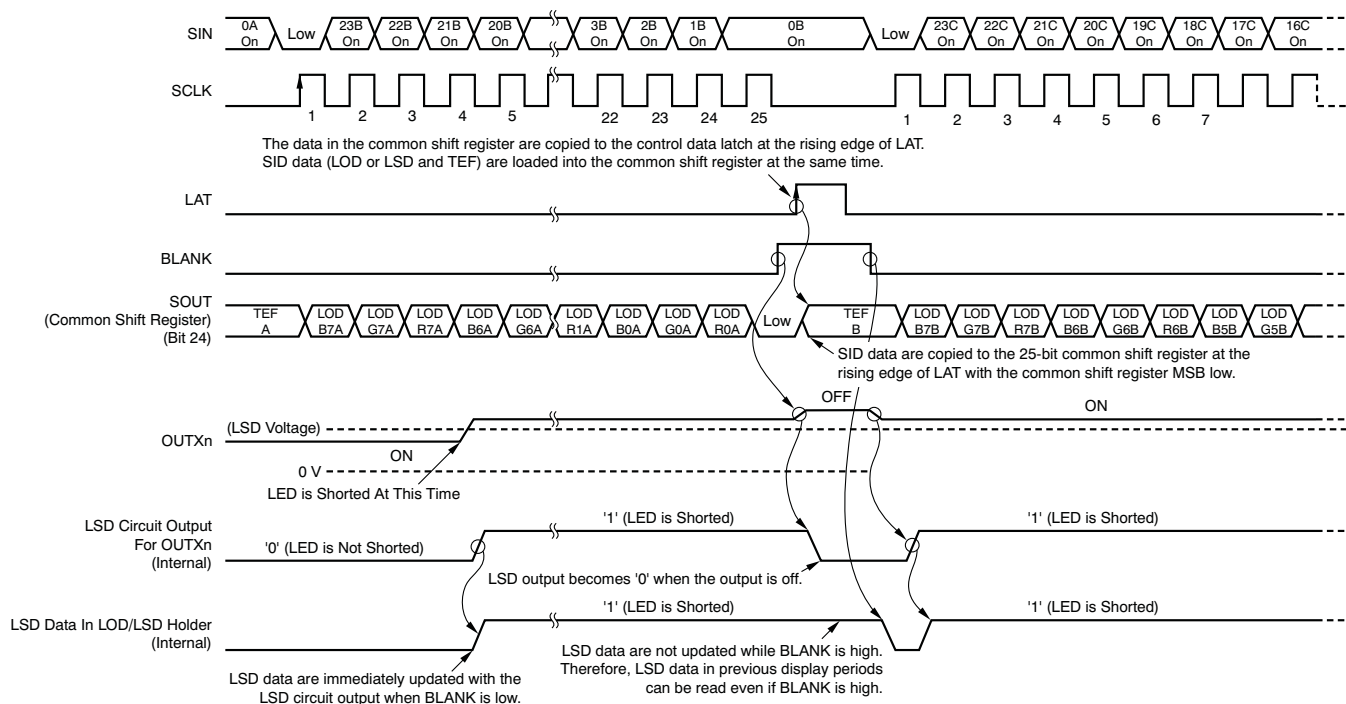 SIN
0A On
Low
23B On
22B On
21B On
20B On
3B On
2B On
1B On
0B On
Low
23C On
22C On
21C On
20C On
19C On
18C On
17C On
16C On
SCLK
1 2 3 4 5 22 23 24 25 1 2 3 4 5 6 7
The data in the common shift register are copied to the control data latch at the rising edge of LAT.
SID data (LOD or LSD and TEF) are loaded into the common shift register at the same time.
LAT
BLANK
SOUT
(Common Shift Register)
(Bit 24)
TEF A
LOD B7A
LOD G7A
LOD R7A
LOD B6A
LOD G6A
LOD R1A
LOD B0A
LOD G0A
LOD R0A
Low
TEF B
LOD B7B
LOD G7B
LOD R7B
LOD B6B
LOD G6B
LOD R6B
LOD B5B
LOD G5B
SID data are copied to the 25-bit common shift register at the
rising edge of LAT with the common shift register MSB low.
OUTXn
(LSD Voltage)
ON
OFF
ON
0 V
LED is Shorted At This Time
LSD Circuit Output
For OUTXn
(Internal)
'0' (LED is Not Shorted)
'1' (LED is Shorted)
'1' (LED is Shorted)
LSD output becomes '0' when the output is off.
LSD Data In LOD/LSD Holder
(Internal)
'1' (LED is Shorted)
'1' (LED is Shorted)
LSD data are immediately updated with the
LSD circuit output when BLANK is low.
LSD data are not updated while BLANK is high.
Therefore, LSD data in previous display periods
can be read even if BLANK is high.